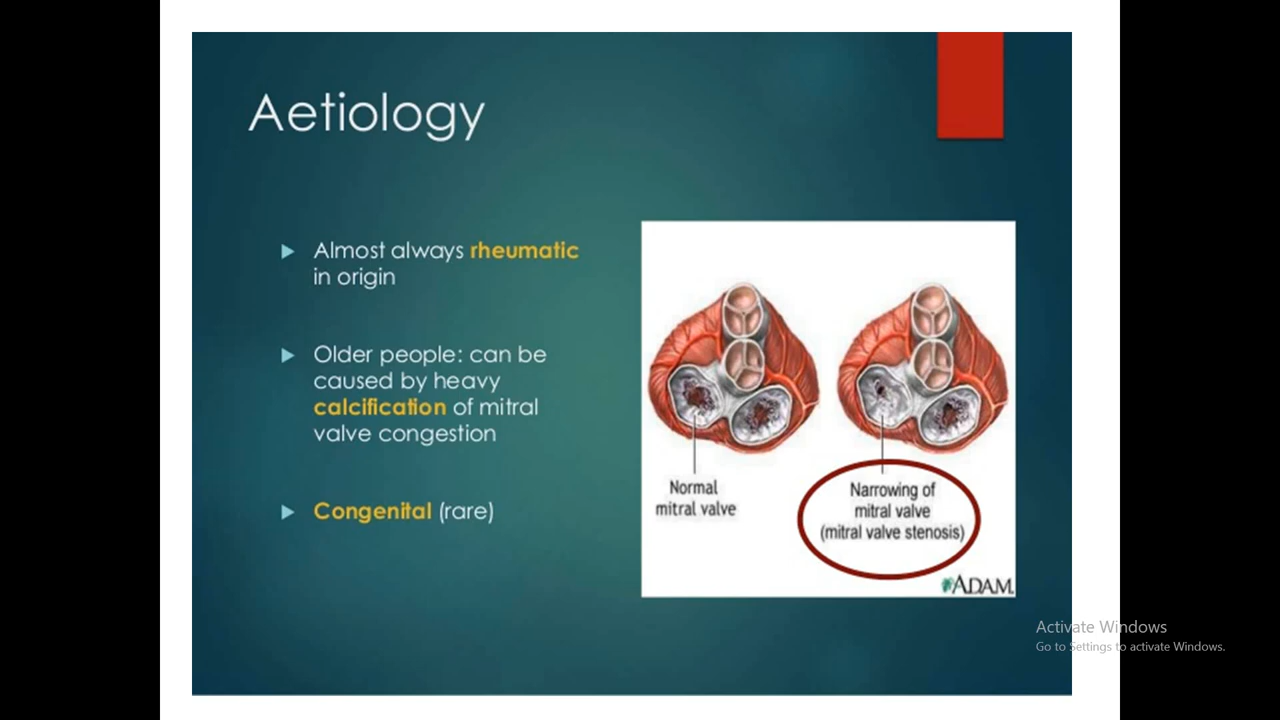 Aetiology
Almost always rheumatic
in origin
Older people: can be
caused by heavy
calcification of mitral
valve congestion
Congenital (rare)
Normal
mitral valve
Narrowing of
mitral valve
(mitral valve stenosis)
ADAM.
Activate Windows
Go to Settings to activate Windows.